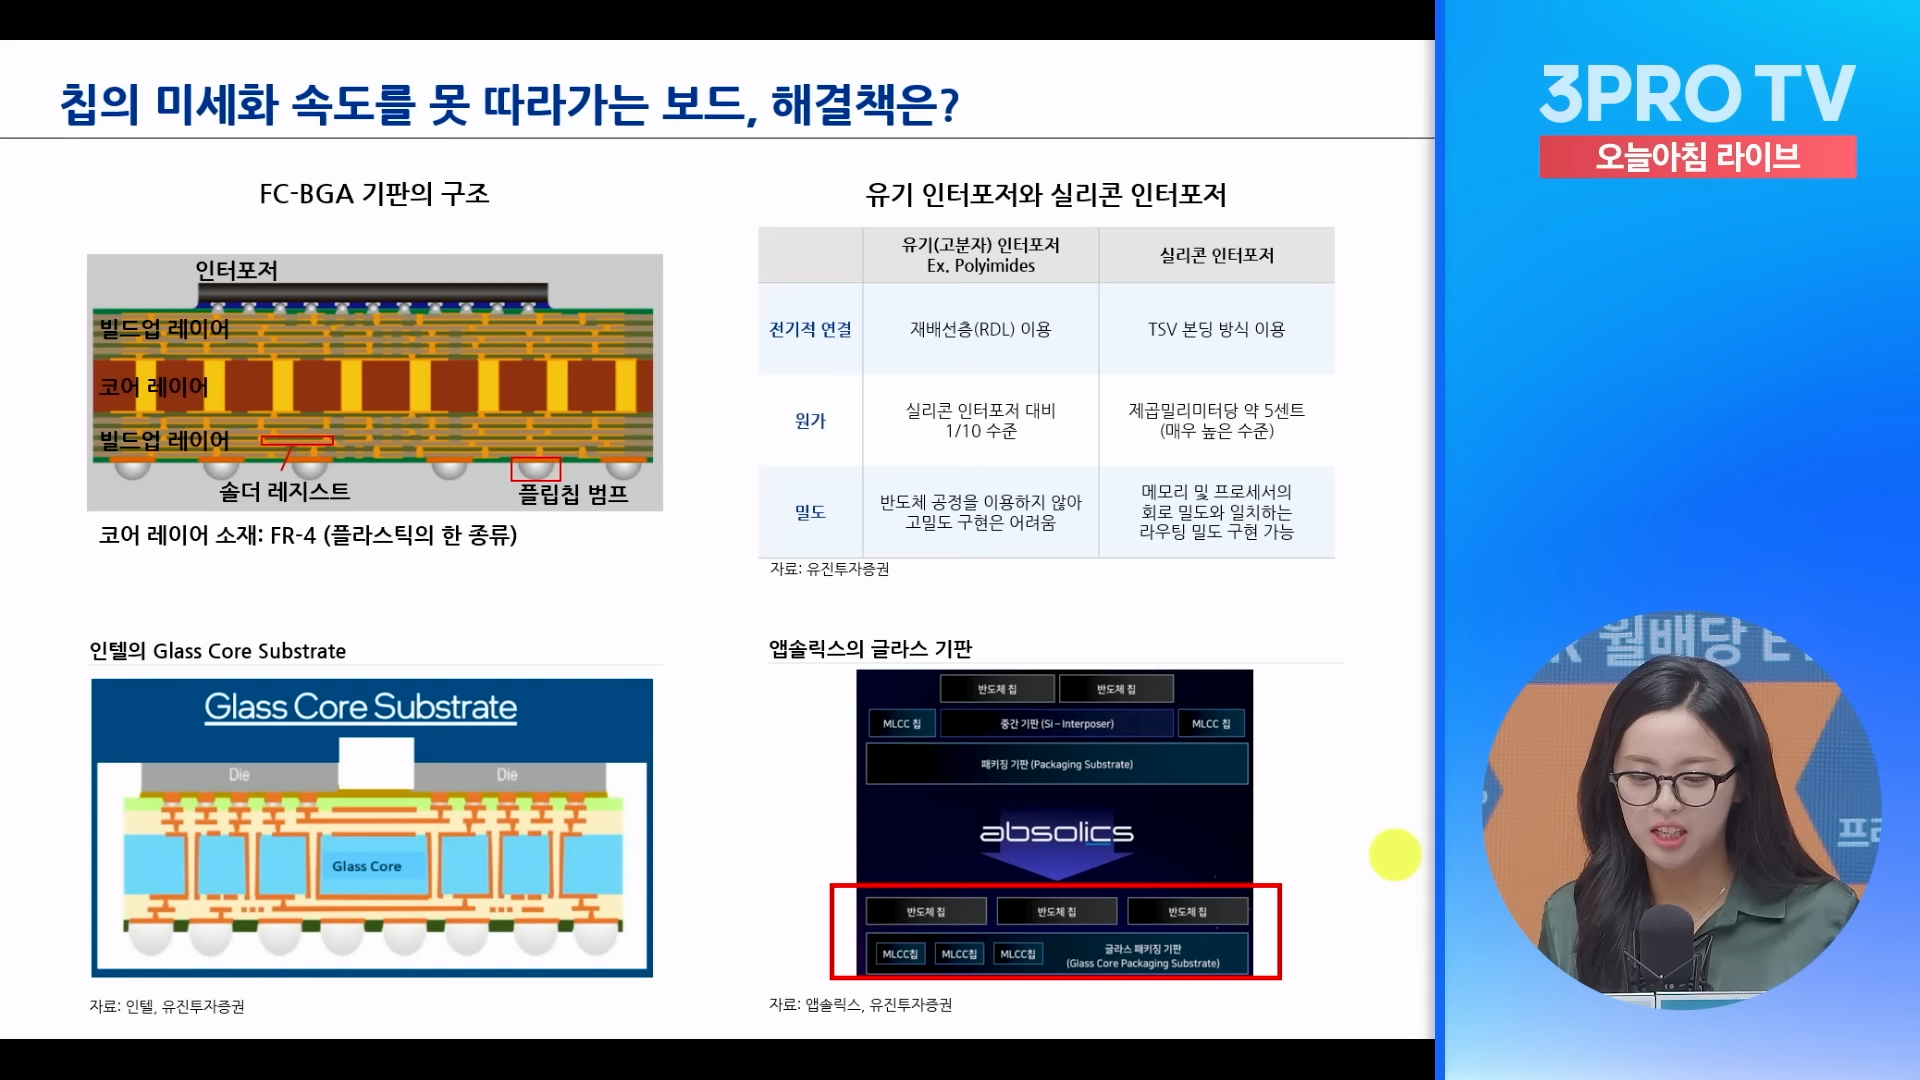 칩의 미세화 속도를 못 따라가는 보드, 해결책은?
FC-BGA 기판의 구조
인터포저
빌드업 레이어
코어 레이어
빌드업 레이어
솔더 레지스트
플립칩 범프
코어 레이어 소재: FR-4 (플라스틱의 한 종류)
유기 인터포저와 실리콘 인터포저
유기(고분자) 인터포저
Ex. Polyimides
실리콘 인터포저
전기적 연결
재배선층(RDL) 이용
TSV 본딩 방식 이용
원가
실리콘 인터포저 대비
1/10 수준
제곱밀리미터당 약 5센트
(매우 높은 수준)
밀도
반도체 공정을 이용하지 않아
고밀도 구현은 어려움
메모리 및 프로세서의
회로 밀도와 일치하는
라우팅 밀도 구현 가능
자료: 유진투자증권
인텔의 Glass Core Substrate
Glass Core Substrate
Die
Die
Glass Core
자료: 인텔, 유진투자증권
앱솔릭스의 글라스 기판
반도체 칩
반도체 칩
MLCC 칩
중간 기판 (Si-Interposer)
MLCC 칩
패키징 기판 (Packaging Substrate)
absolics
반도체 칩
반도체 칩
반도체 칩
MLCC칩
MLCC칩
MLCC칩
글라스 패키징 기판
(Glass Core Packaging Substrate)
자료: 앱솔릭스, 유진투자증권
3PRO TV
오늘아침 라이브
월배당
프